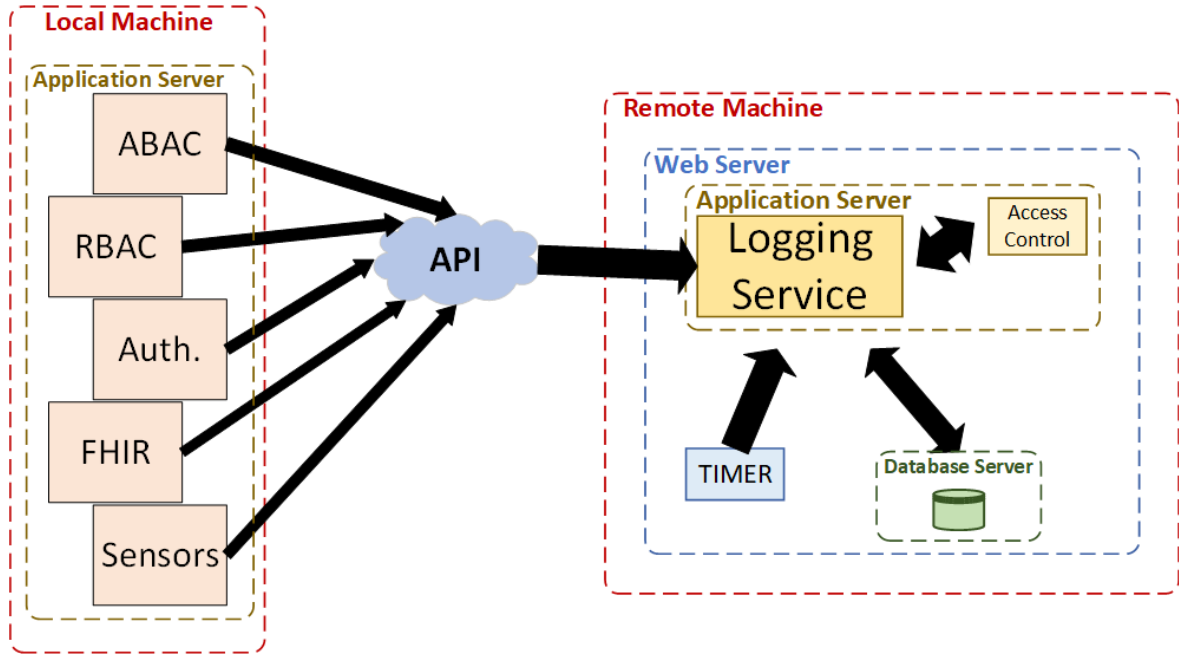 Local Machine
Application Server
ABAC
RBAC
Auth.
FHIR
Sensors
API
Remote Machine
Web Server
Application Server
Logging
Service
Access
Control
TIMER
Database Server